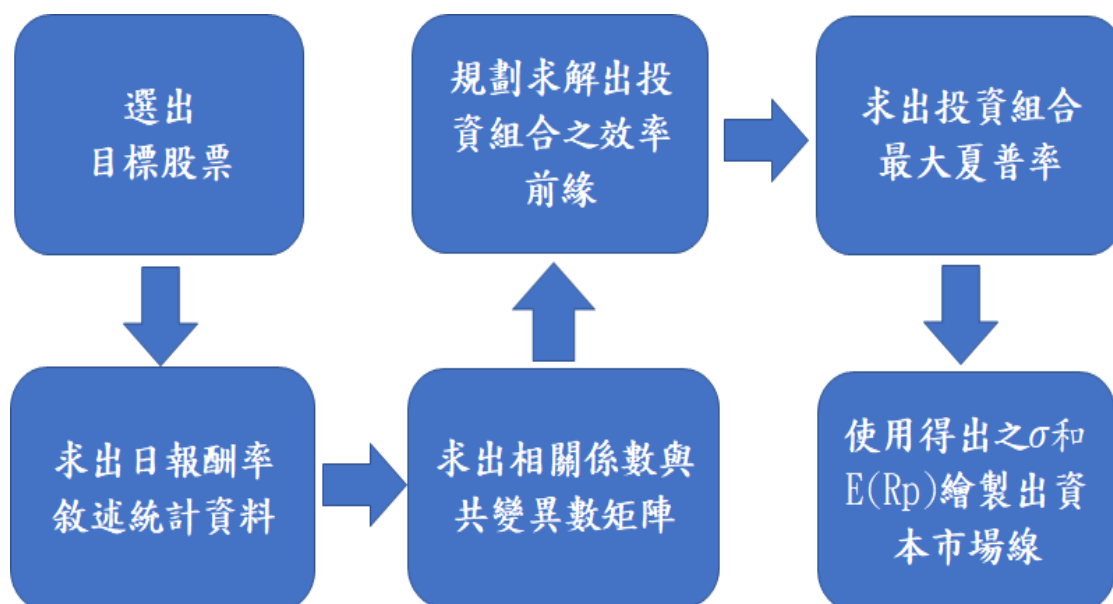 選出
目標股票
求出日報酬率
敘述統計資料
求出相關係數與
共變異數矩陣
規劃求解出投
資組合之效率
前緣
求出投資組合
最大夏普率
使用得出之σ和
E(Rp)繪製出資
本市場線